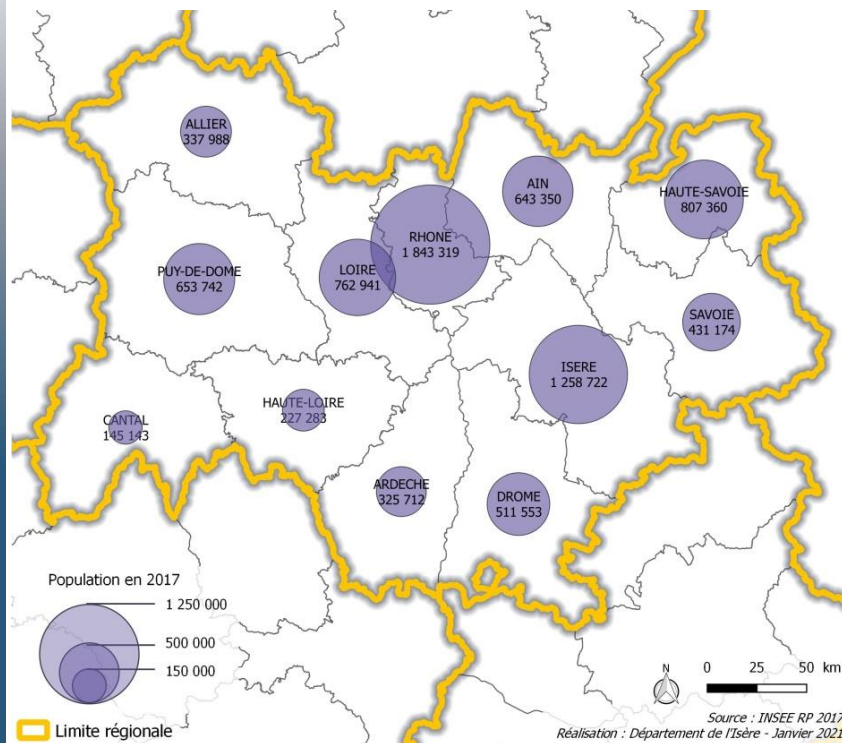 ALLIER
337 988
AIN
643 350
HAUTE-SAVOIE
807 360
RHONE
1 843 319
PUY-DE-DOME
653 742
LOIRE
762 941
SAVOIE
431 174
ISERE
1 258 722
HAUTE-LOIRE
227 283
CANTAL
145 143
ARDECHE
325 712
DROME
511 553
Population en 2017
1 250 000
500 000
150 000
Limite régionale
N
0 25 50 km
Source : INSEE RP 2017
Réalisation : Département de l'Isère - Janvier 2021